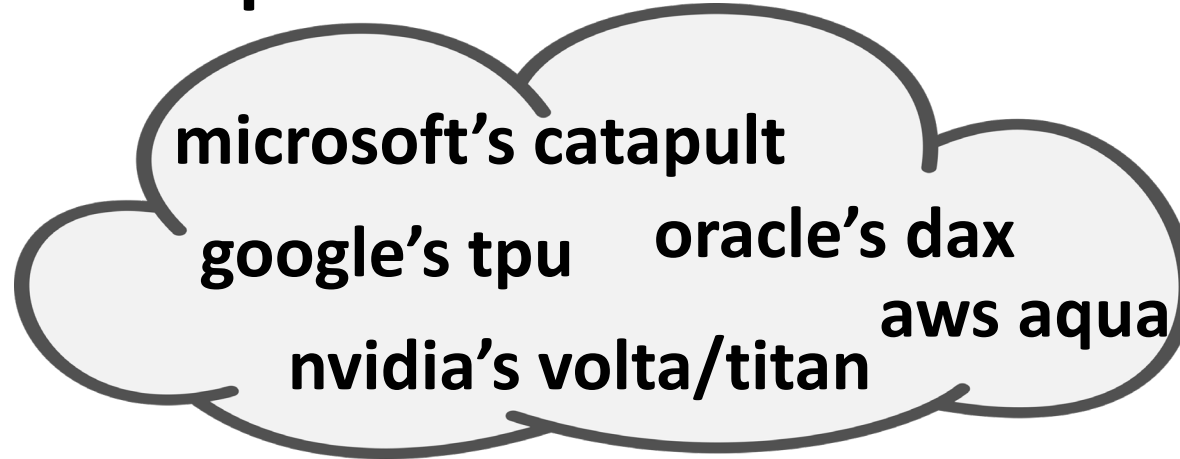 microsoft’s catapult
google’s tpu
oracle’s dax
aws aqua
nvidia’s volta/titan